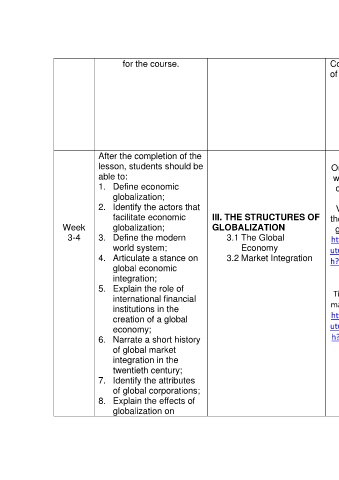 for the course.
Co
of
Week
3-4
After the completion of the
lesson, students should be
able to:
1. Define economic
globalization;
2. Identify the actors that
facilitate economic
globalization;
3. Define the modern
world system;
4. Articulate a stance on
global economic
integration;
5. Explain the role of
international financial
institutions in the
creation of a global
economy;
6. Narrate a short history
of global market
integration in the
twentieth century;
7. Identify the attributes
of global corporations;
8. Explain the effects of
globalization on
III. THE STRUCTURES OF
GLOBALIZATION
3.1 The Global
Economy
3.2 Market Integration
w
the
g
ht
ut
h?
Ti
ma
ht
ut
h?